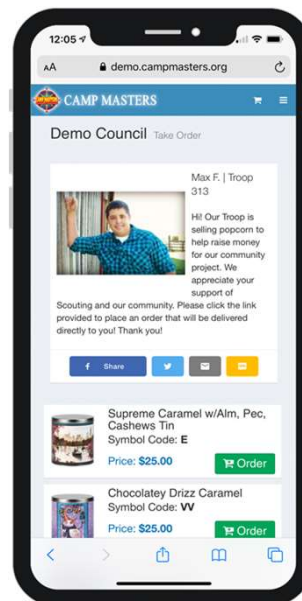 12:05
AA demo.campmasters.org
CAMP MASTERS
Demo Council Take Order
Max F. | Troop
313
Hi! Our Troop is
selling popcorn to
help raise money
for our community
project. We
appreciate your
support of
Scouting and our community. Please click the link
provided to place an order that will be delivered
directly to you! Thank you!
f Share
Supreme Caramel w/Alm, Pec,
Cashews Tin
Symbol Code: E
Price: $25.00 Order
Chocolatey Drizz Caramel
Symbol Code: VV
Price: $25.00 Order